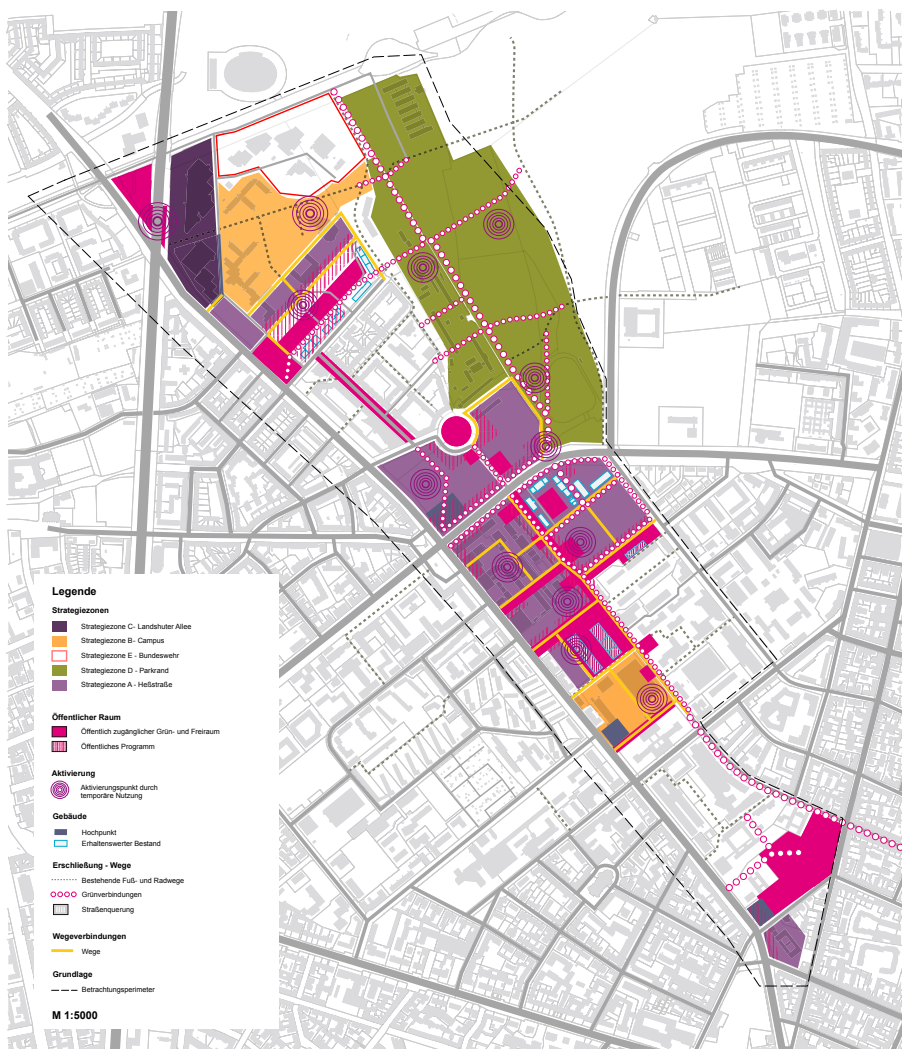 Legende
Strategiezonen
Strategiezone C- Landshuter Allee
Strategiezone B- Campus
Strategiezone E - Bundeswehr
Strategiezone D - Parkrand
Strategiezone A - Heßstraße
Öffentlicher Raum
Öffentlich zugänglicher Grün- und Freiraum
Öffentliches Programm
Aktivierung
Aktivierungspunkt durch
temporäre Nutzung
Gebäude
Hochpunkt
Erhaltenswerter Bestand
Erschließung - Wege
Bestehende Fuß- und Radwege
Grünverbindungen
Straßenquerung
Wegeverbindungen
Wege
Grundlage
Betrachtungsperimeter
M 1:5000